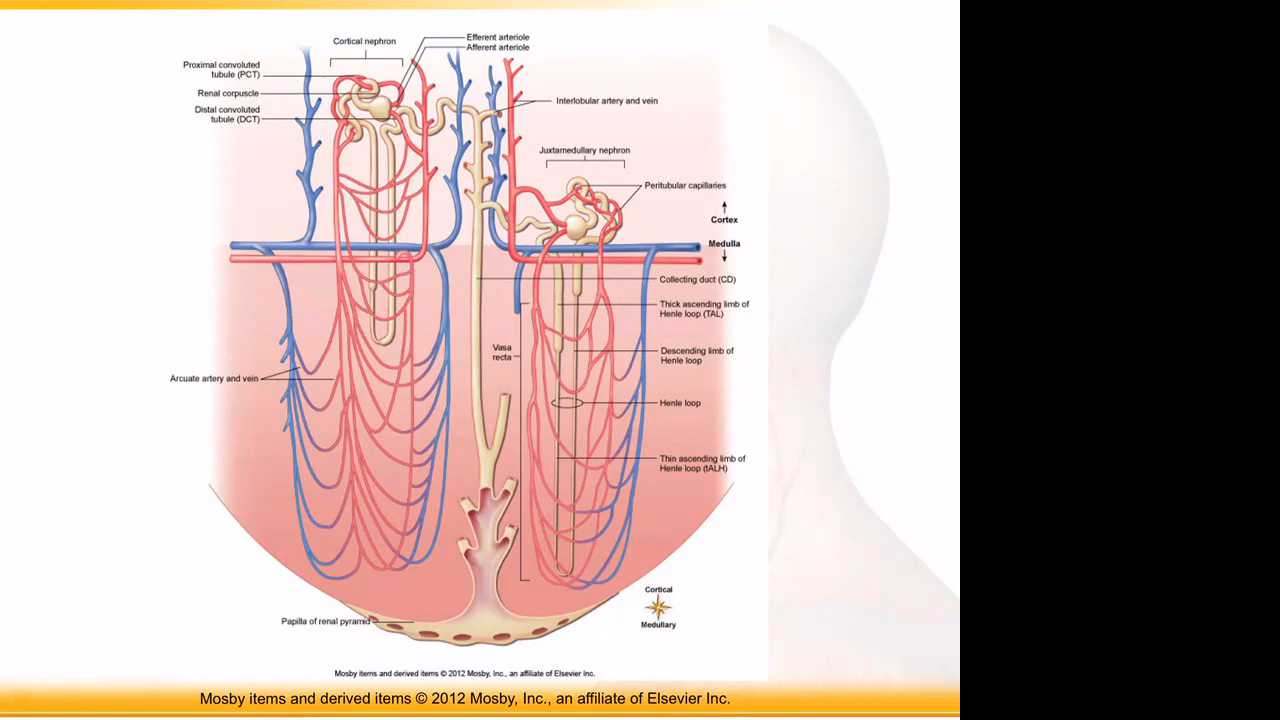 Efferent arteriole
Cortical nephron
Afferent arteriole
Proximal convoluted
tubule (PCT)
Renal corpuscle
Interlobular artery and vein
Distal convoluted
tubule (DCT)
Juxtamedullary nephron
Peritubular capillaries
Cortex
Medulla
Collecting duct (CD)
Thick ascending limb of
Henle loop (TAL)
Vasa
recta
Descending limb of
Henle loop
Arcuate artery and vein
Henle loop
Thin ascending limb of
Henle loop (tALH)
Cortical
Papilla of renal pyramid
Medullary
Mosby items and derived items © 2012 Mosby, Inc., an affiliate of Elsevier Inc.
Mosby items and derived items © 2012 Mosby, Inc., an affiliate of Elsevier Inc.